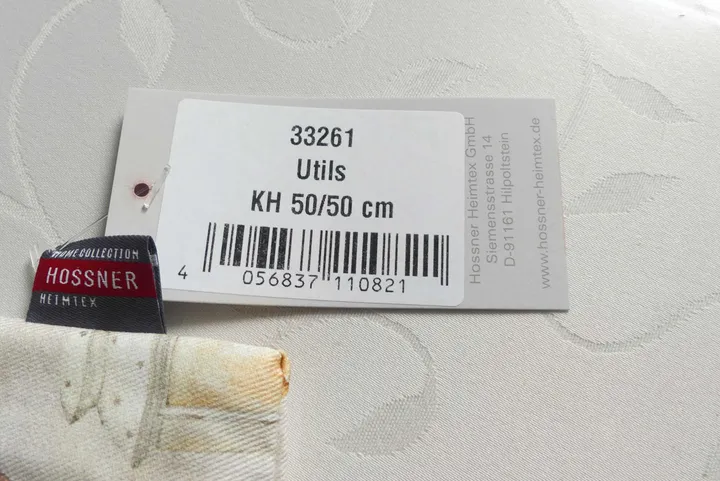 33261
Utils
KH 50/50 cm
4 056837 110821
Hossner Heimtex GmbH
Siemensstrasse 14
D-91161 Hilpoltstein
www.hossner-heimtex.de
HOME COLLECTION
HOSSNER
HEIMTEX